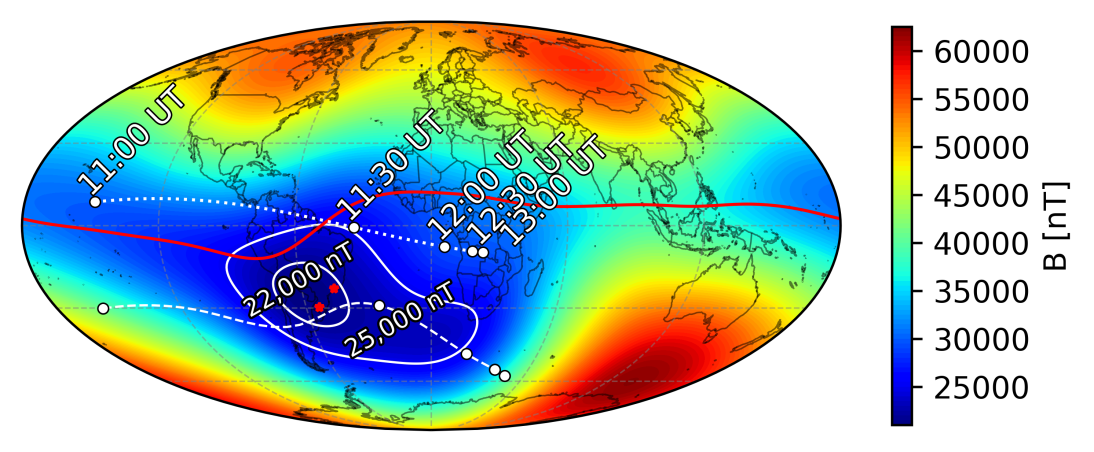 11:00 UT
11:30 UT
12:00 UT
12:30 UT
13:00 UT
22,000 nT
25,000 nT
60000
55000
50000
45000
40000
35000
30000
25000
B [nT]